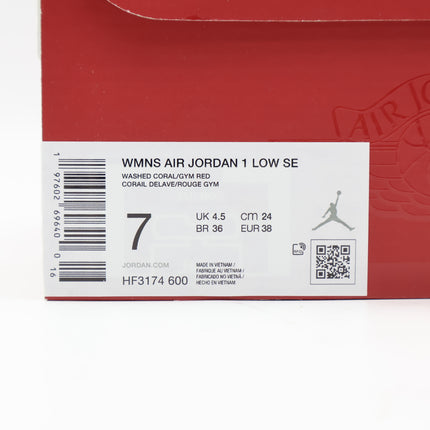 AIR JO
WMNS AIR JORDAN 1 LOW SE
WASHED CORAL/GYM RED
CORAIL DELAVE/ROUGE GYM
7
UK 4.5 cm 24
BR 36 EUR 38
JORDAN.COM
HF3174 600
MADE IN VIETNAM /
FABRIQUE AU VIETNAM /
FABRICADO NO VIETNÃ /
HECHO EN VIETNAM
1 97602 69640 0 16